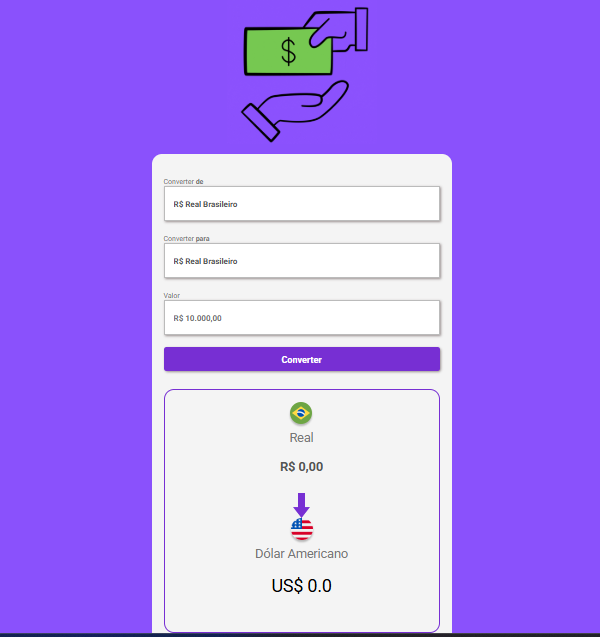 $
Converter de
R$ Real Brasileiro
Converter para
R$ Real Brasileiro
Valor
R$ 10.000,00
Converter
Real
R$ 0,00
Dólar Americano
US$ 0.0